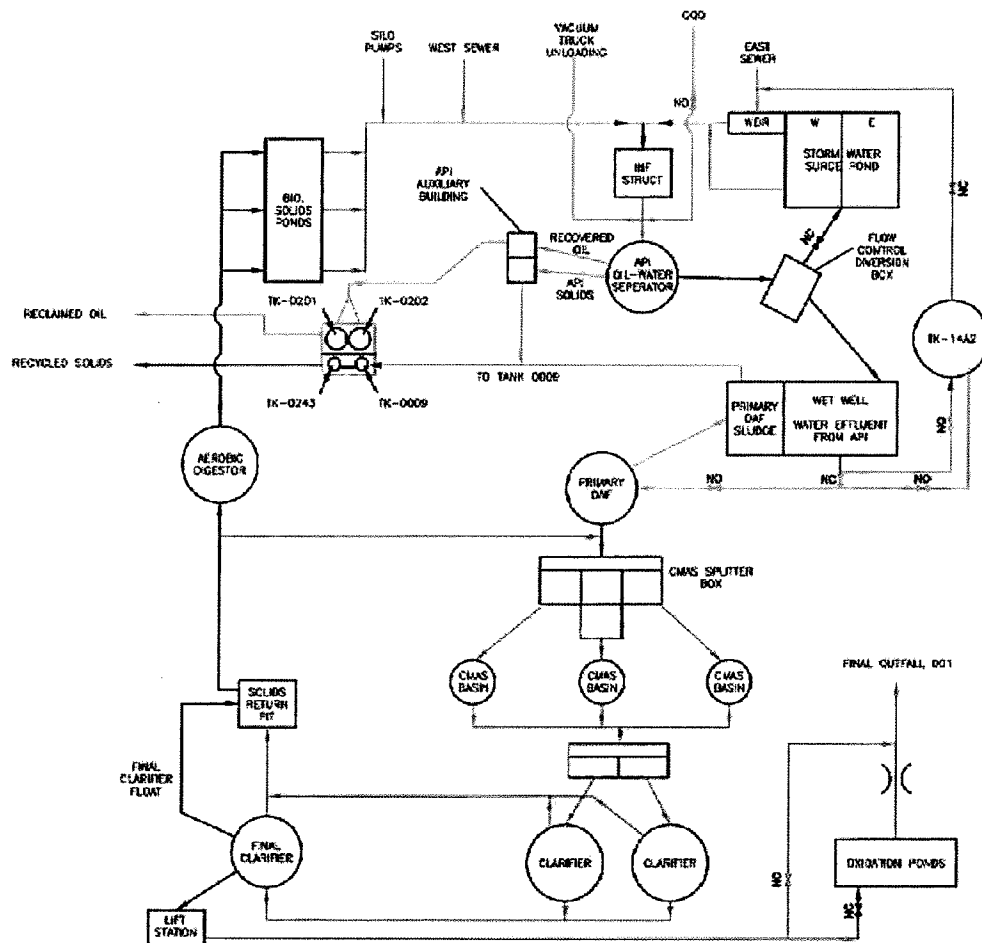 SILO
PUMPS
WEST SEWER
VACUUM
TRUCK
UNLOADING
EAST
SEWER
NO
WEIR
W
E
STORM WATER
SURGE POND
BIO.
SOLIDS
PONDS
API
AUXILIARY
BUILDING
INF
STRUCT
NC
NC
RECOVERED
OIL
API
OIL-WATER
SEPERATOR
API
SOLIDS
FLOW
CONTROL
DIVERSION
BOX
TK-0201
TK-0202
RECLAIMED OIL
TK-14A2
RECYCLED SOLIDS
TO TANK 0009
TK-0243
TK-0009
PRIMARY
DAF
SLUDGE
WET WELL
WATER EFFLUENT
FROM API
NO
AEROBIC
DIGESTOR
PRIMARY
DAF
NO
NC
NO
CMAS SPLITTER
BOX
CMAS
BASIN
CMAS
BASIN
CMAS
BASIN
FINAL OUTFALL 001
SOLIDS
RETURN
PIT
FINAL
CLARIFIER
FLOAT
FINAL
CLARIFIER
CLARIFIER
CLARIFIER
OXIDATION PONDS
NO
NC
LIFT
STATION